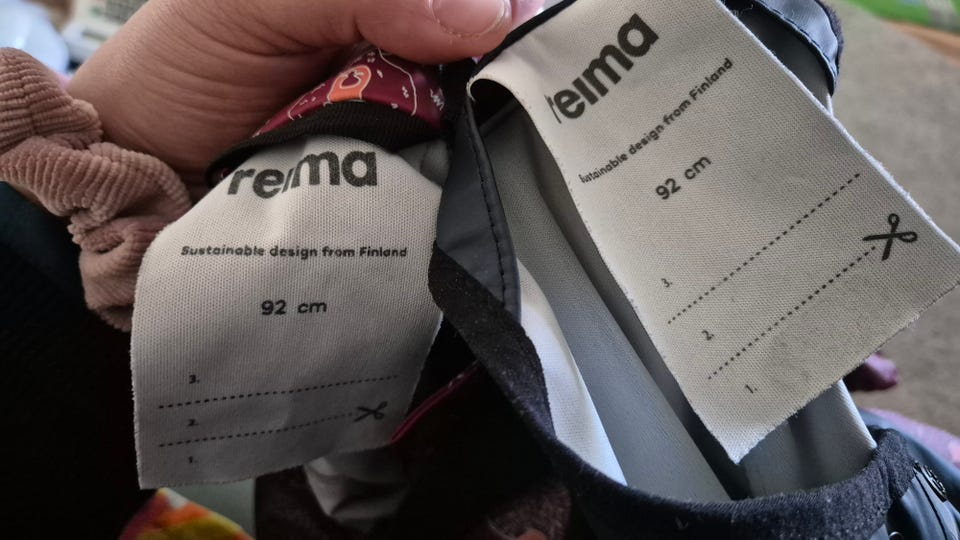 reima
Sustainable design from Finland
92 cm
3.
2.
1.
reima
ustainable design from Finland
92 cm
3.
2.
1.